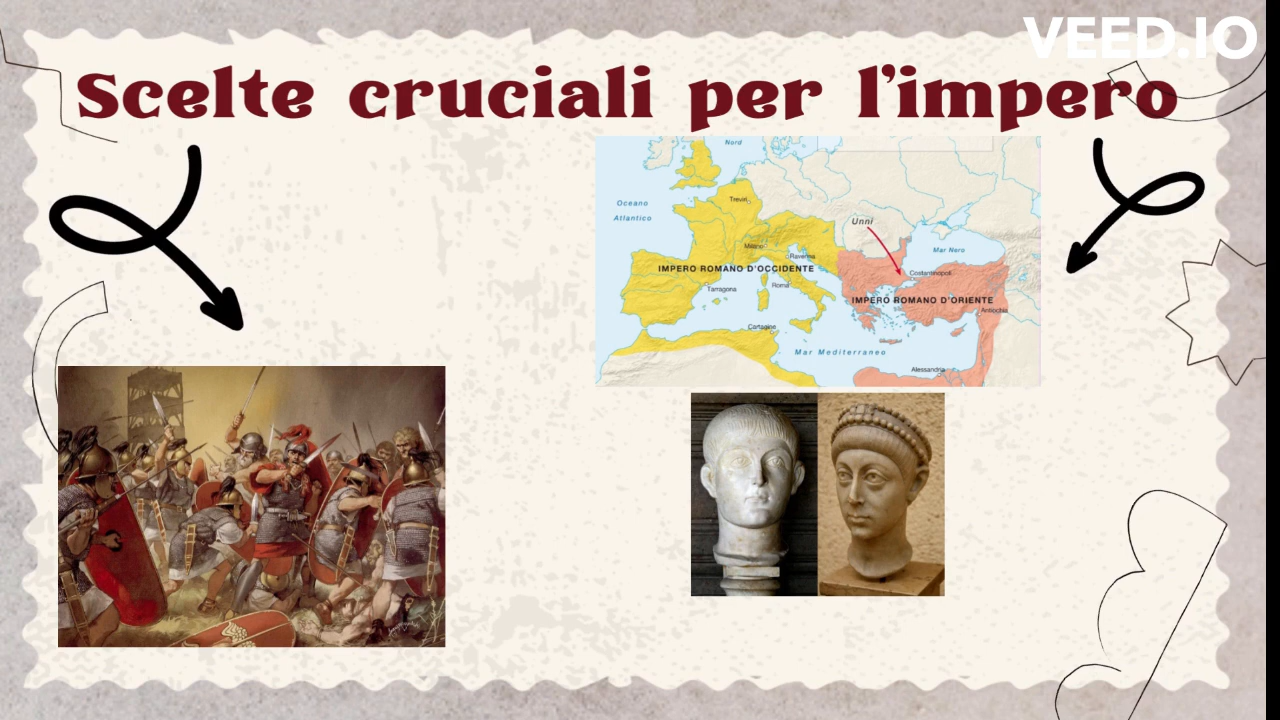 VEED.IO
Scelte cruciali per l'impero
Nord
Oceano
Atlantico
Treviri
Unni
Mar Nero
Milano
Ravenna
IMPERO ROMANO D'OCCIDENTE
Costantinopoli
Tarragona
Roma
IMPERO ROMANO D'ORIENTE
Antiochia
Cartagine
Mar Mediterraneo
Alessandria